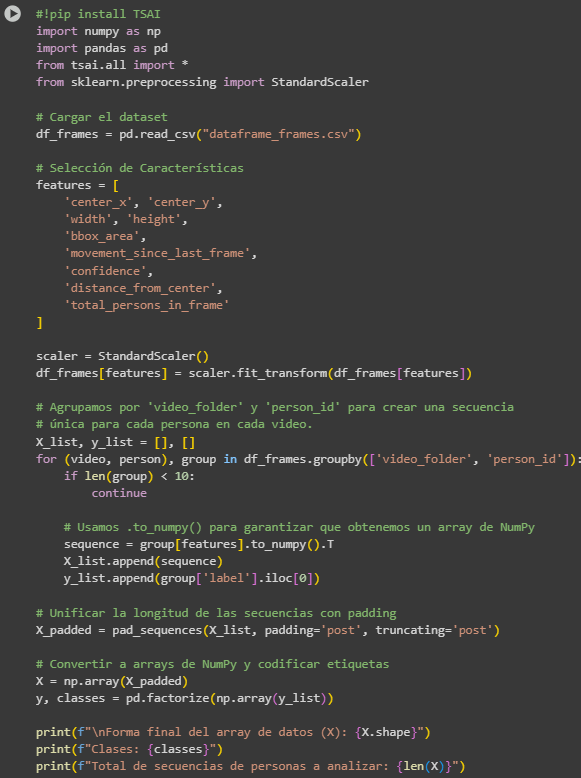 #!pip install TSAI
import numpy as np
import pandas as pd
from tsai.all import *
from sklearn.preprocessing import StandardScaler

# Cargar el dataset
df_frames = pd.read_csv("dataframe_frames.csv")

# Selección de Características
features = [
    'center_x', 'center_y',
    'width', 'height',
    'bbox_area',
    'movement_since_last_frame',
    'confidence',
    'distance_from_center',
    'total_persons_in_frame'
]

scaler = StandardScaler()
df_frames[features] = scaler.fit_transform(df_frames[features])

# Agrupamos por 'video_folder' y 'person_id' para crear una secuencia
# única para cada persona en cada video.
X_list, y_list = [], []
for (video, person), group in df_frames.groupby(['video_folder', 'person_id']):
    if len(group) < 10:
        continue

    # Usamos .to_numpy() para garantizar que obtenemos un array de NumPy
    sequence = group[features].to_numpy().T
    X_list.append(sequence)
    y_list.append(group['label'].iloc[0])

# Unificar la longitud de las secuencias con padding
X_padded = pad_sequences(X_list, padding='post', truncating='post')

# Convertir a arrays de NumPy y codificar etiquetas
X = np.array(X_padded)
y, classes = pd.factorize(np.array(y_list))

print(f"\nForma final del array de datos (X): {X.shape}")
print(f"Clases: {classes}")
print(f"Total de secuencias de personas a analizar: {len(X)}")